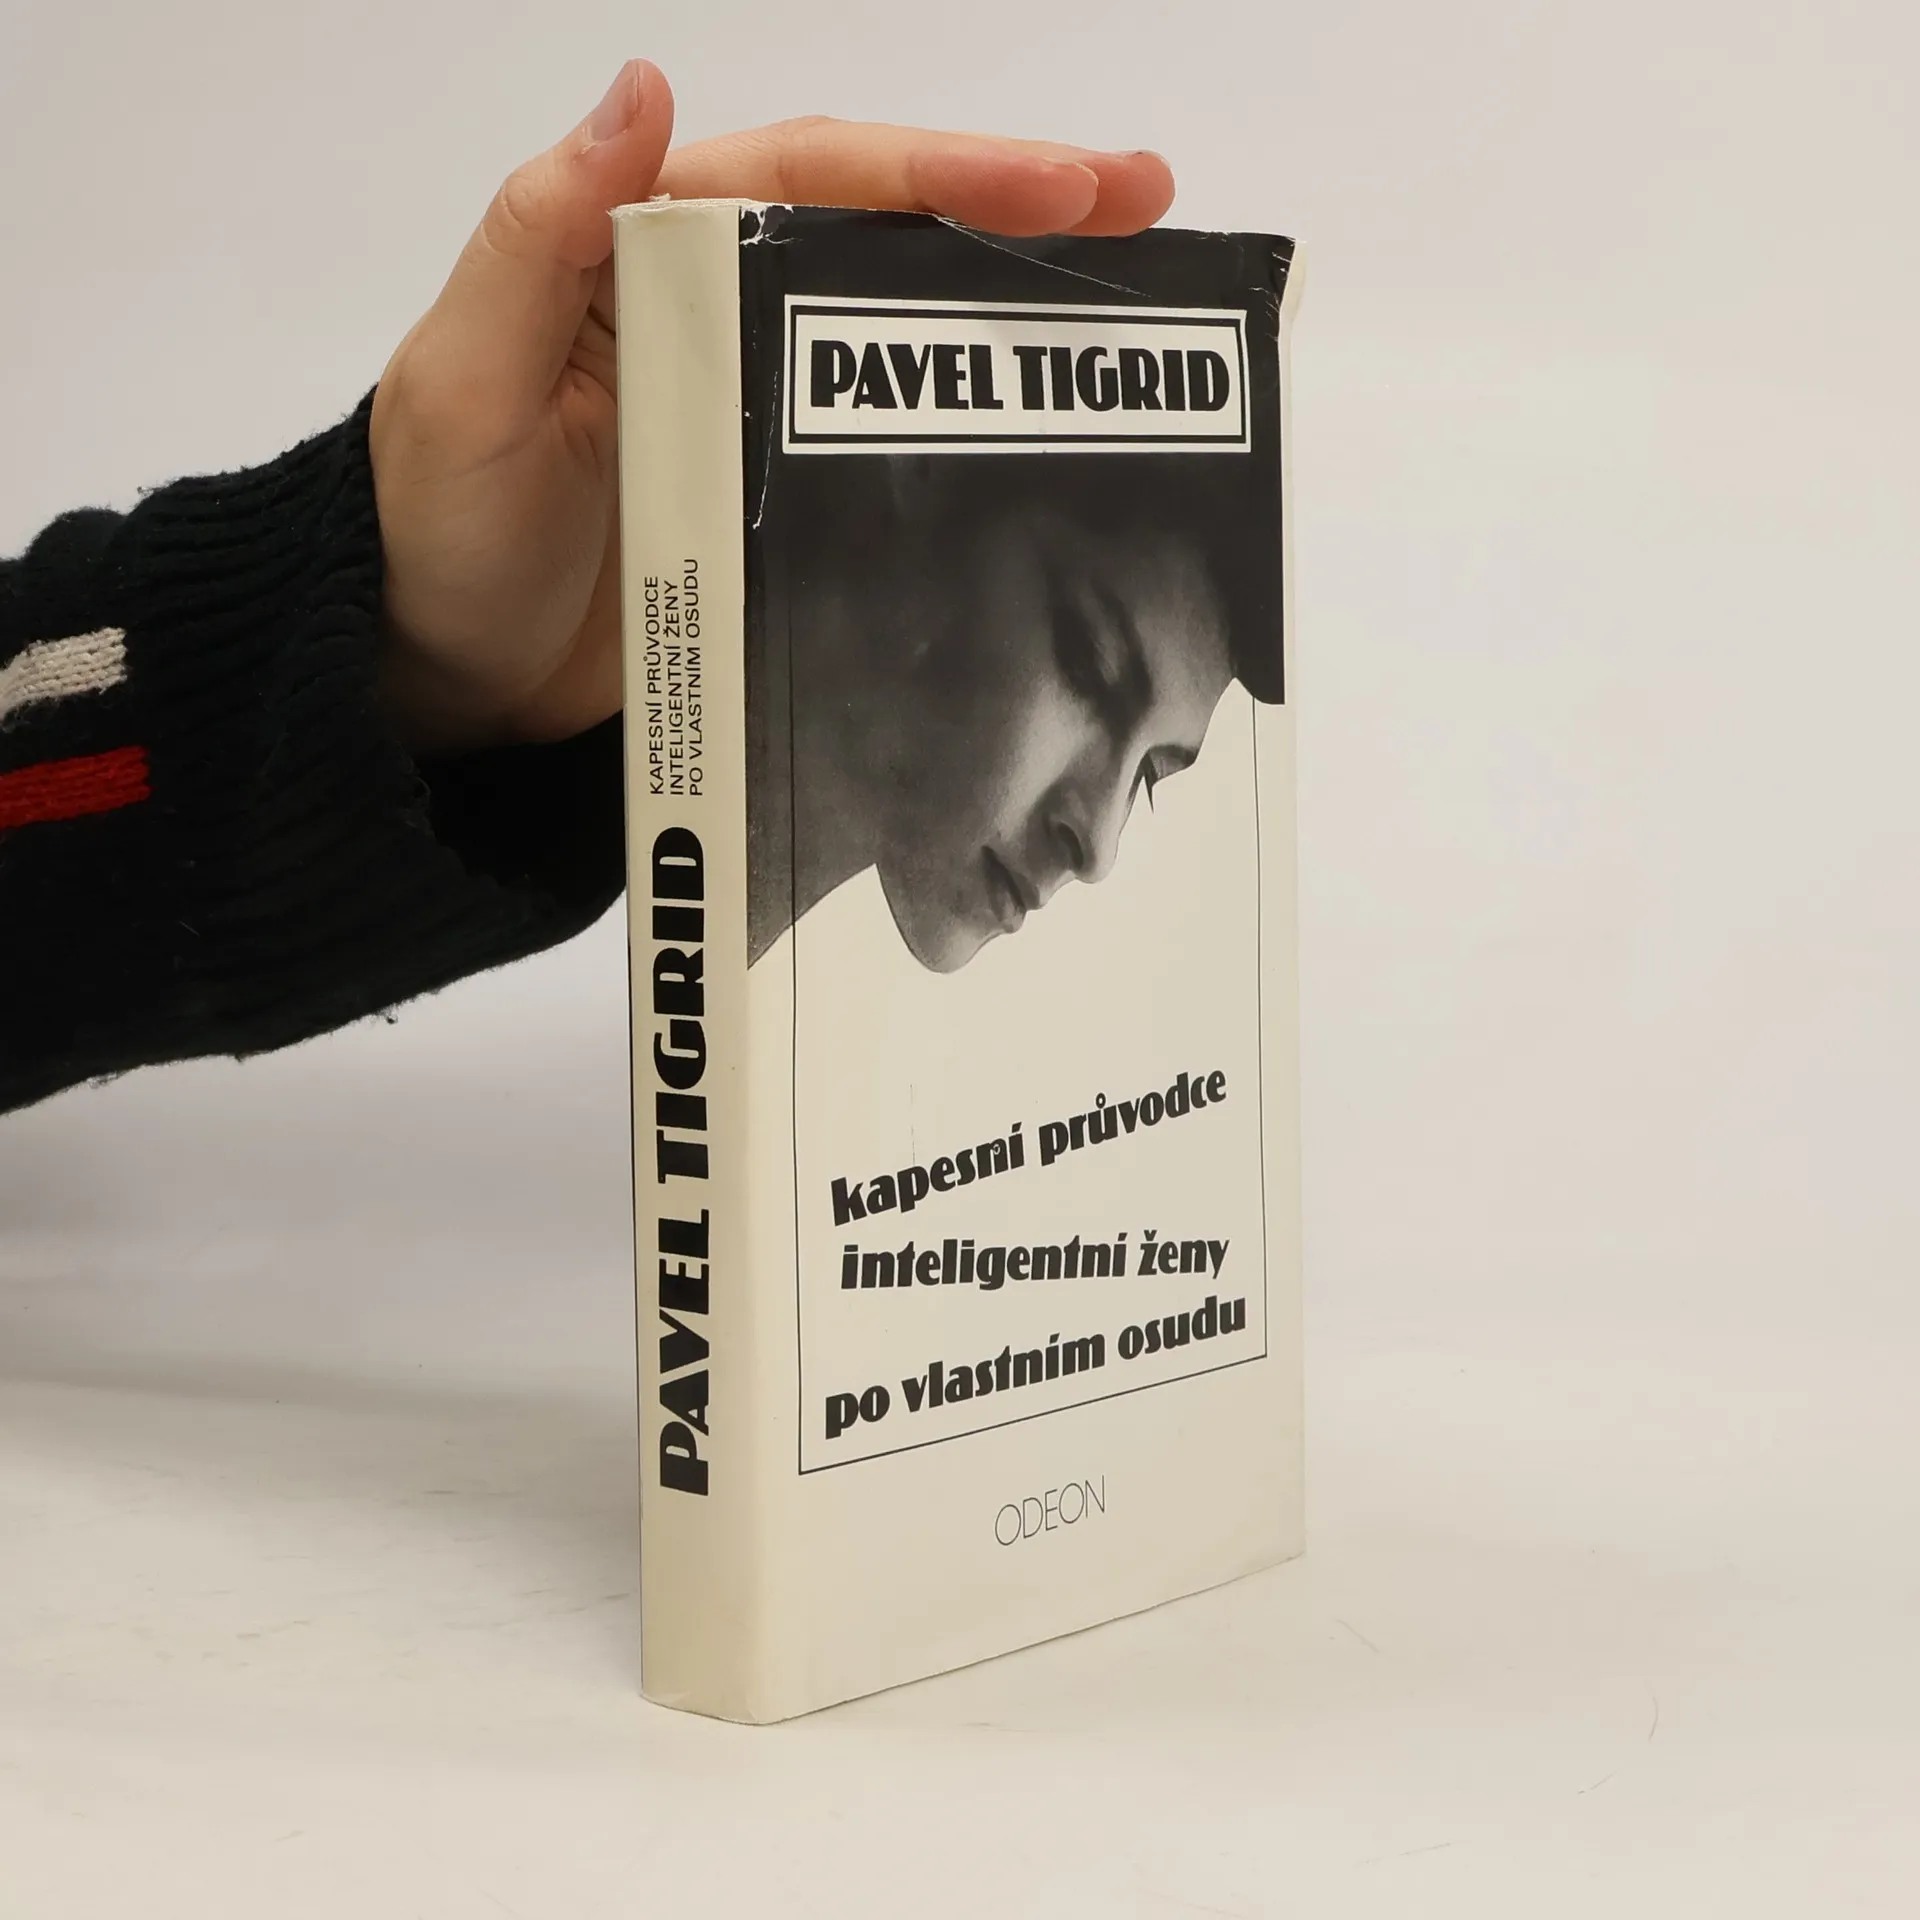 PAVEL TIGRID
kapesní průvodce
inteligentní ženy
po vlastním osudu
ODEON
PAVEL TIGRID
KAPESNÍ PRŮVODCE
INTELIGENTNÍ ŽENY
PO VLASTNÍM OSUDU